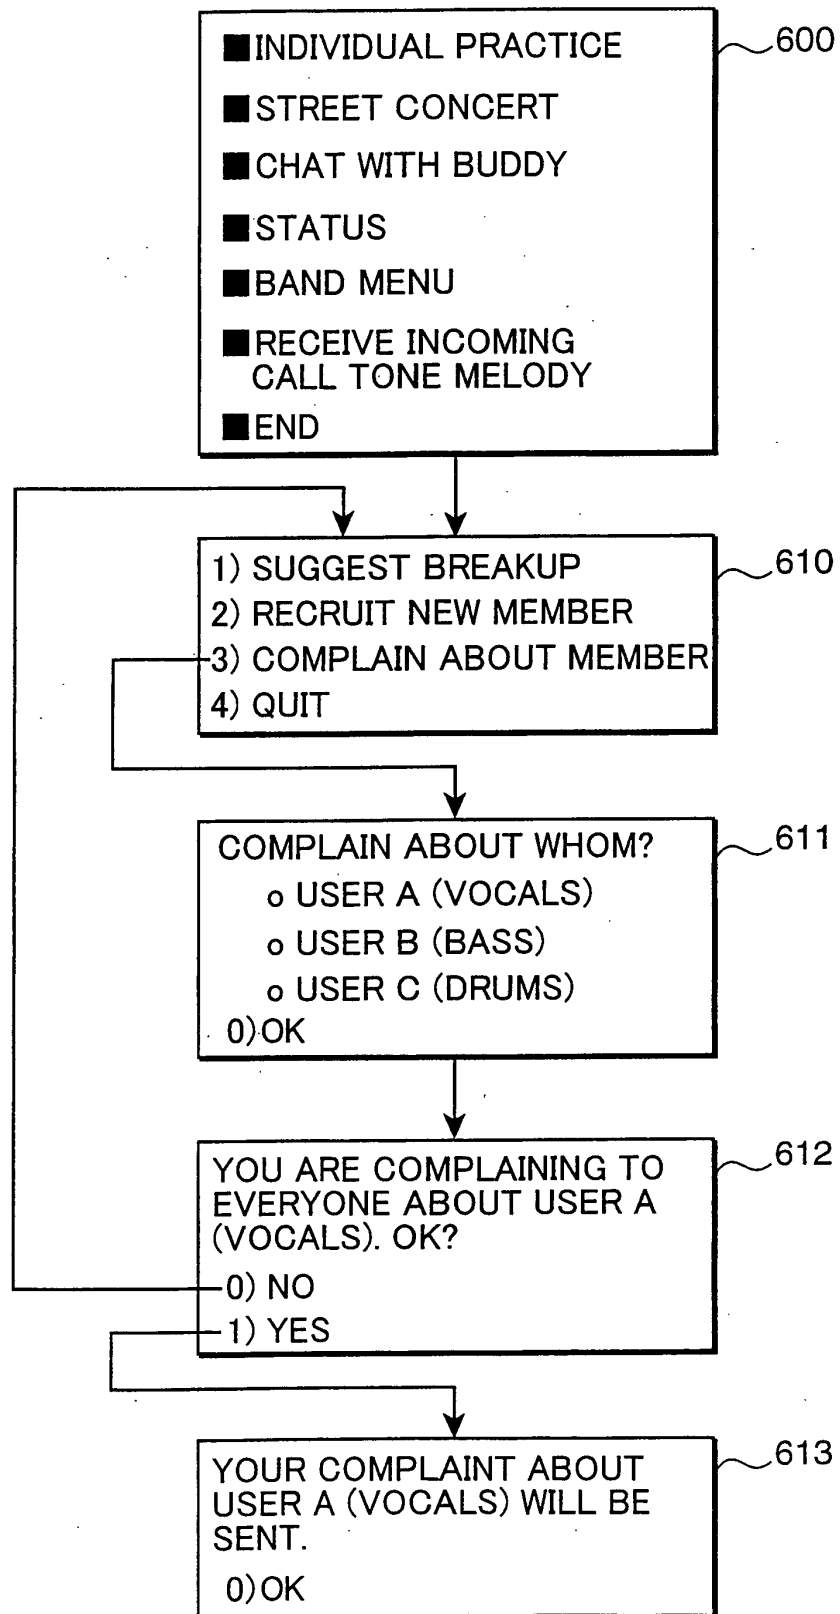 ■INDIVIDUAL PRACTICE
600
■STREET CONCERT
■CHAT WITH BUDDY
■STATUS
■BAND MENU
■RECEIVE INCOMING
CALL TONE MELODY
■END
1) SUGGEST BREAKUP
610
2) RECRUIT NEW MEMBER
3) COMPLAIN ABOUT MEMBER
4) QUIT
COMPLAIN ABOUT WHOM?
611
o USER A (VOCALS)
o USER B (BASS)
o USER C (DRUMS)
0)OK
YOU ARE COMPLAINING TO
612
EVERYONE ABOUT USER A
(VOCALS). OK?
0) NO
1) YES
YOUR COMPLAINT ABOUT
613
USER A (VOCALS) WILL BE
SENT.
0)OK